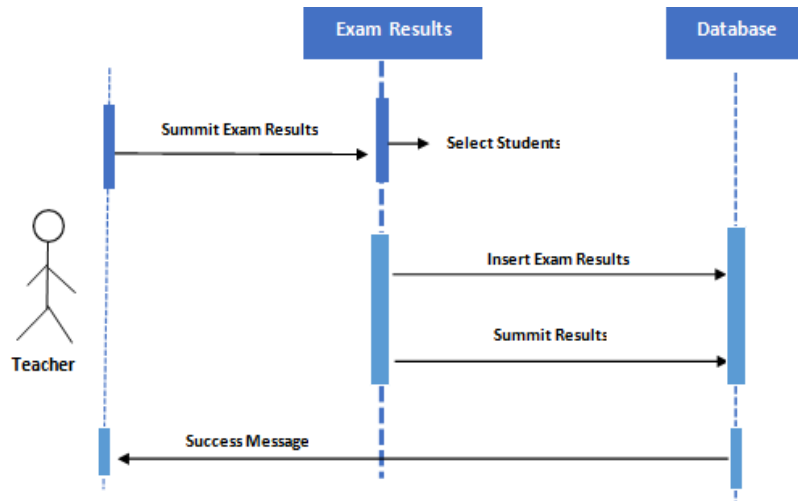 Exam Results
Database
Summit Exam Results
Select Students
Insert Exam Results
Summit Results
Teacher
Success Message